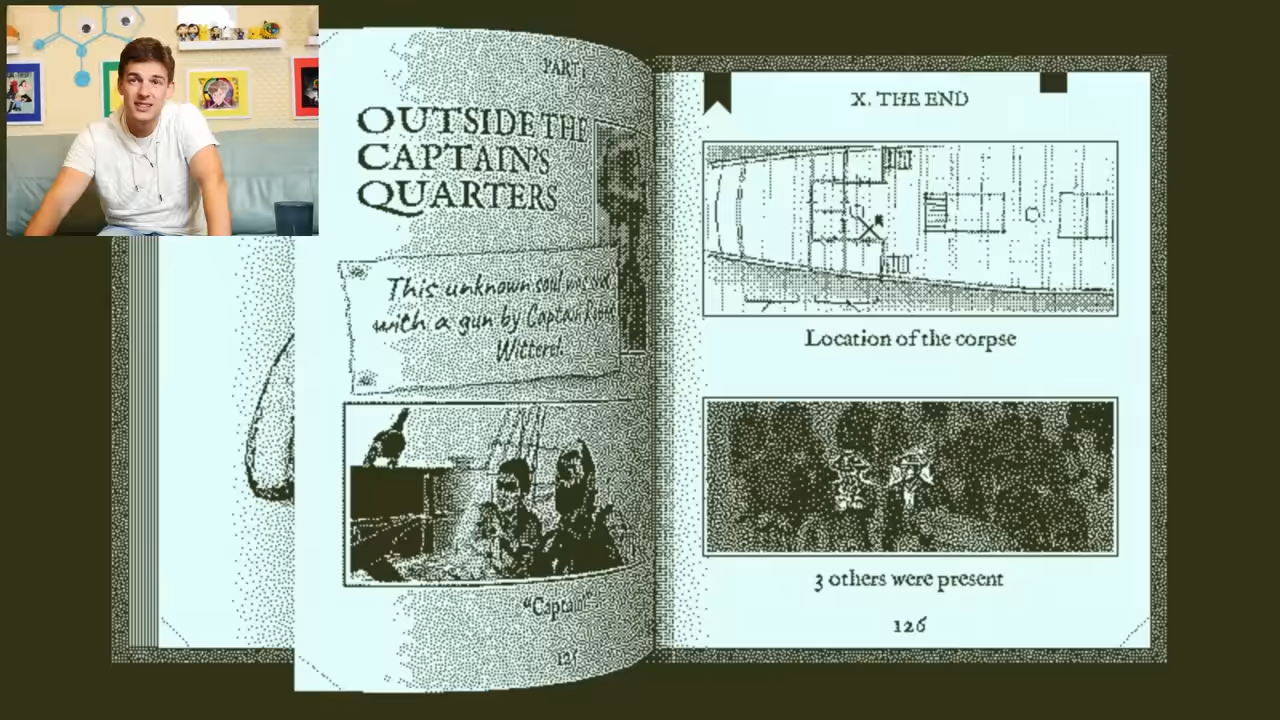 PART
OUTSIDE THE
CAPTAIN'S
QUARTERS
This unknown soul was shot
with a gun by Captain Robert
Witterel.
"Captain!"
X. THE END
Location of the corpse
3 others were present
126